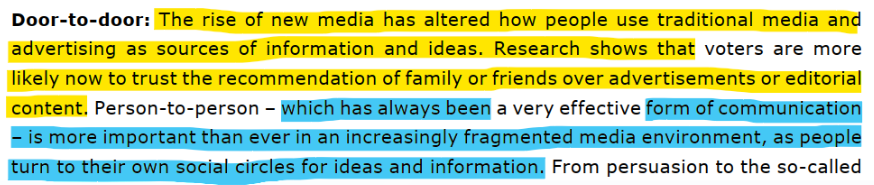 Door-to-door: The rise of new media has altered how people use traditional media and
advertising as sources of information and ideas. Research shows that voters are more
likely now to trust the recommendation of family or friends over advertisements or editorial
content. Person-to-person – which has always been a very effective form of communication
– is more important than ever in an increasingly fragmented media environment, as people
turn to their own social circles for ideas and information. From persuasion to the so-called